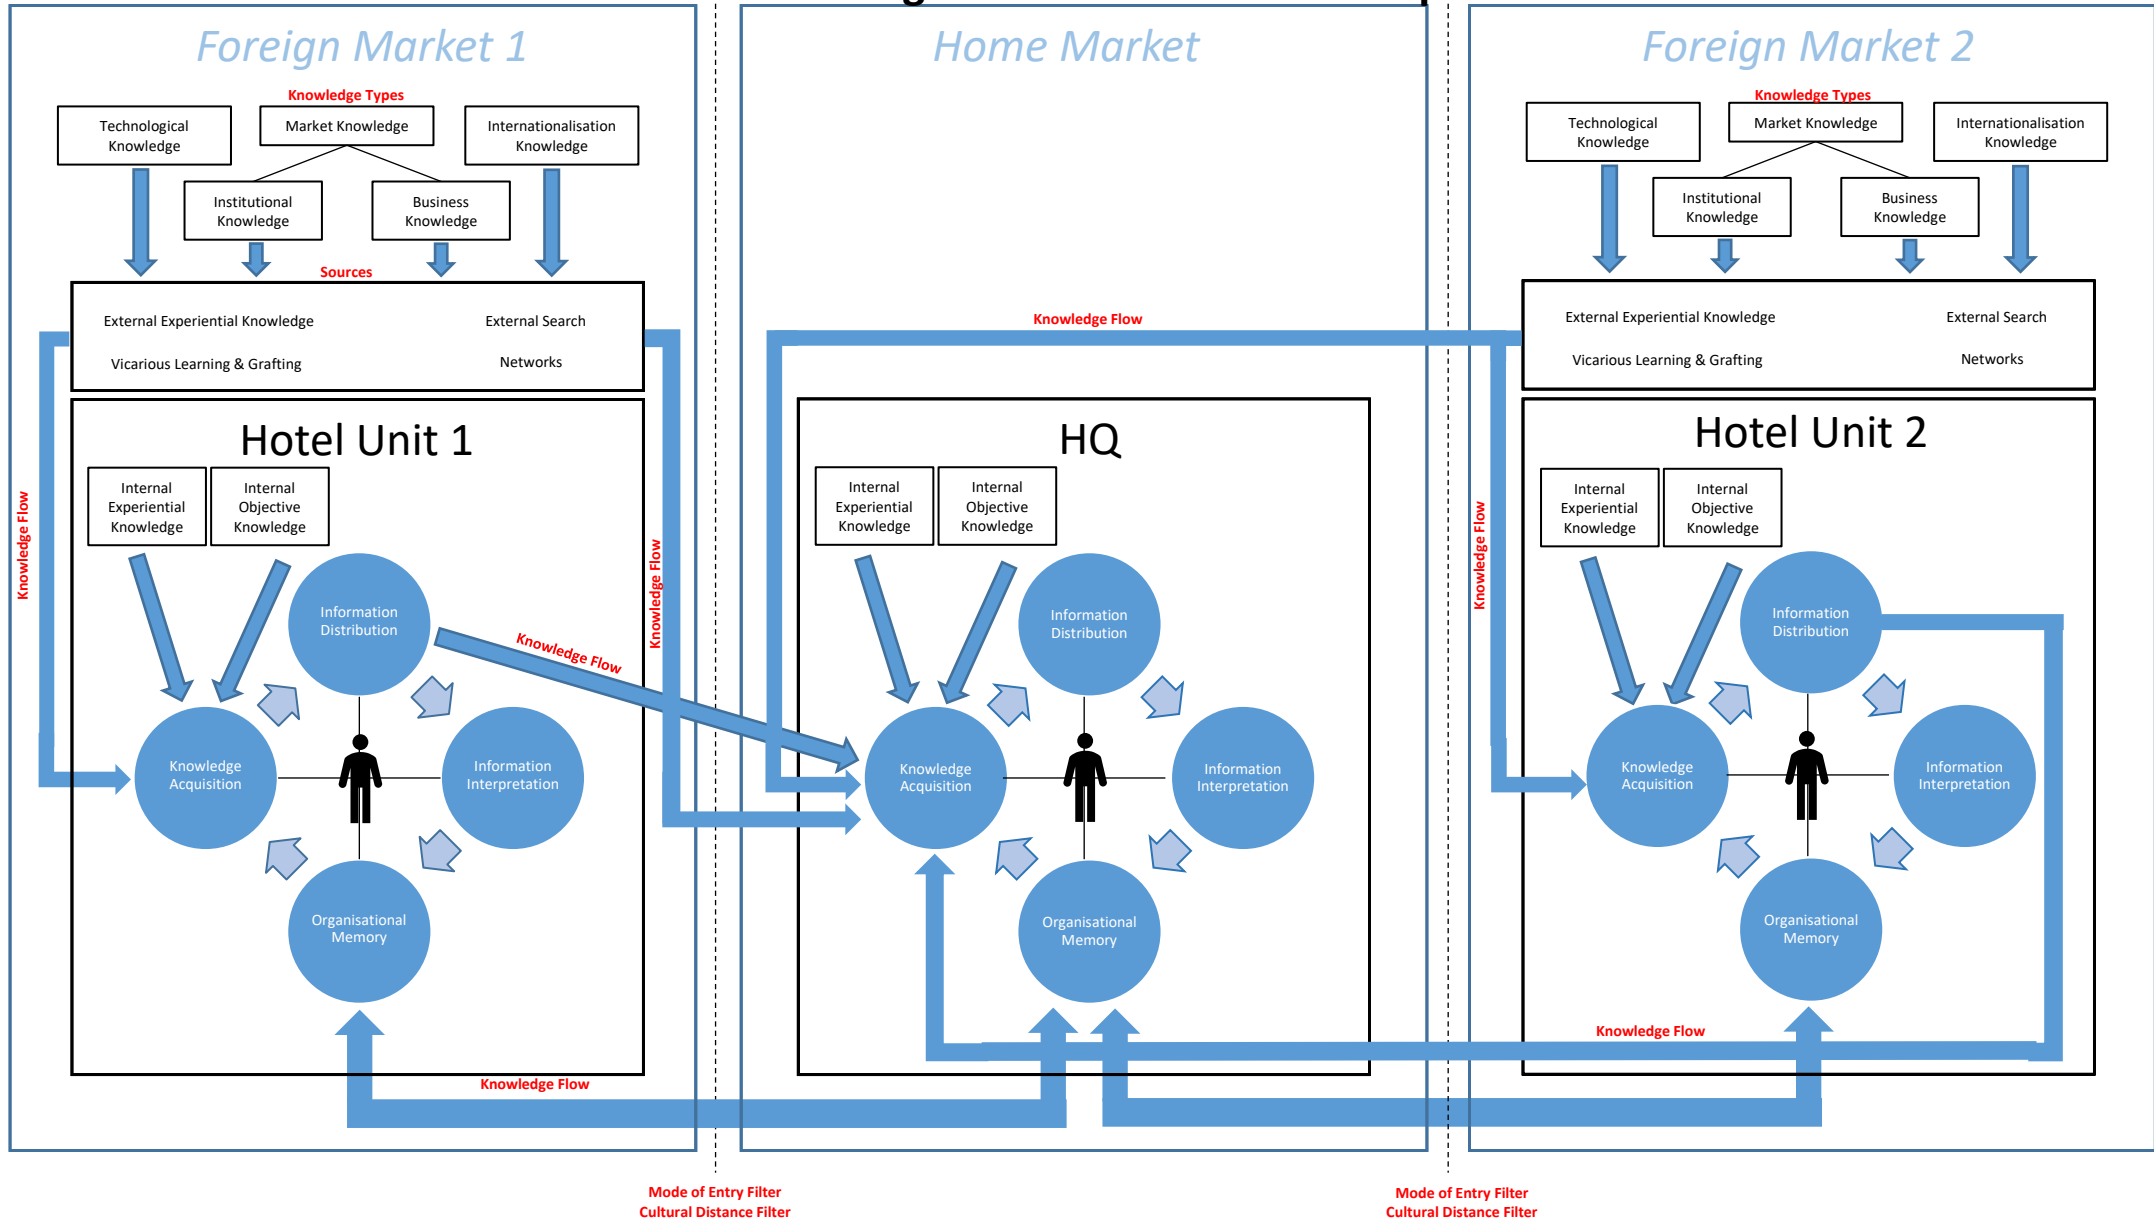 Foreign Market 1
Knowledge Types
Technological
Knowledge
Market Knowledge
Internationalisation
Knowledge
Institutional
Knowledge
Business
Knowledge
Sources
External Experiential Knowledge
External Search
Vicarious Learning & Grafting
Networks
Knowledge Flow
Hotel Unit 1
Internal
Experiential
Knowledge
Internal
Objective
Knowledge
Information
Distribution
Knowledge
Acquisition
Information
Interpretation
Organisational
Memory
Knowledge Flow
Knowledge Flow
Knowledge Flow
Home Market
Knowledge Flow
HQ
Internal
Experiential
Knowledge
Internal
Objective
Knowledge
Information
Distribution
Knowledge
Acquisition
Information
Interpretation
Organisational
Memory
Foreign Market 2
Knowledge Types
Technological
Knowledge
Market Knowledge
Internationalisation
Knowledge
Institutional
Knowledge
Business
Knowledge
External Experiential Knowledge
External Search
Vicarious Learning & Grafting
Networks
Knowledge Flow
Hotel Unit 2
Internal
Experiential
Knowledge
Internal
Objective
Knowledge
Information
Distribution
Knowledge
Acquisition
Information
Interpretation
Organisational
Memory
Knowledge Flow
Mode of Entry Filter
Cultural Distance Filter
Mode of Entry Filter
Cultural Distance Filter